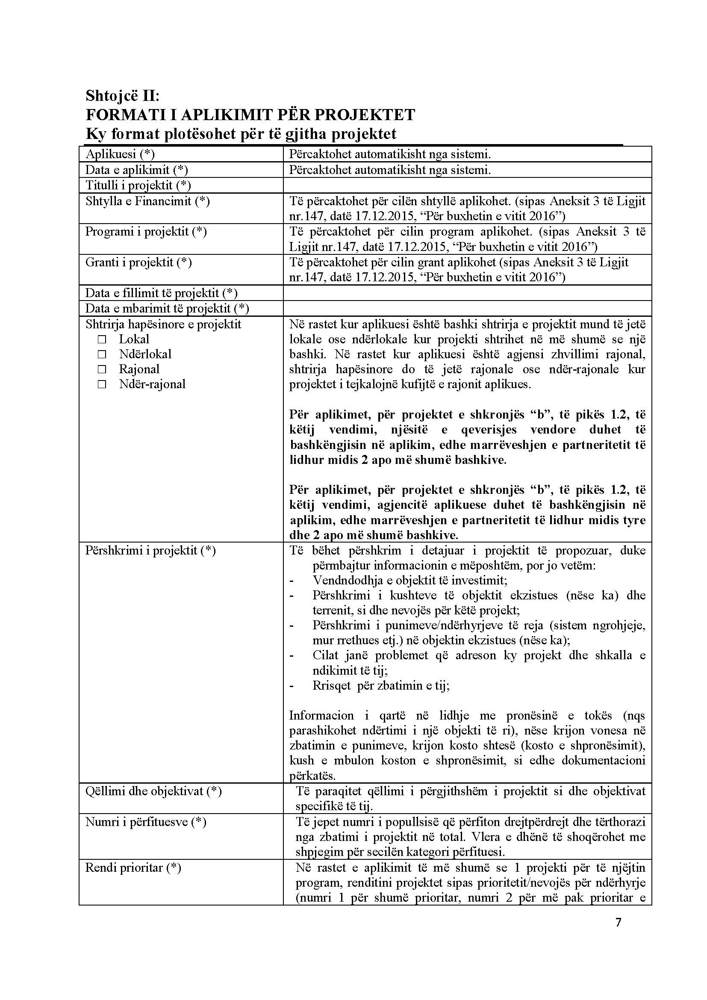 Shtojcë II:
FORMATI I APLIKIMIT PËR PROJEKTET
Ky format plotësohet për të gjitha projektet
Aplikuesi (*)
Përcaktohet automatikisht nga sistemi.
Data e aplikimit (*)
Përcaktohet automatikisht nga sistemi.
Titulli i projektit (*)
Shtylla e Financimit (*)
Të përcaktohet për cilën shtyllë aplikohet. (sipas Aneksit 3 të Ligjit
nr.147, datë 17.12.2015, “Për buxhetin e vitit 2016”)
Programi i projektit (*)
Të përcaktohet për cilin program aplikohet. (sipas Aneksit 3 të
Ligjit nr.147, datë 17.12.2015, “Për buxhetin e vitit 2016”)
Granti i projektit (*)
Të përcaktohet për cilin grant aplikohet (sipas Aneksit 3 të Ligjit
nr.147, datë 17.12.2015, “Për buxhetin e vitit 2016”)
Data e fillimit të projektit (*)
Data e mbarimit të projektit (*)
Shtrirja hapësinore e projektit
☐ Lokal
☐ Ndërlokal
☐ Rajonal
☐ Ndër-rajonal
Në rastet kur aplikuesi është bashki shtrirja e projektit mund të jetë
lokale ose ndërlokale kur projekti shtrihet në më shumë se një
bashki. Në rastet kur aplikuesi është agjensi zhvillimi rajonal,
shtrirja hapësinore do të jetë rajonale ose ndër-rajonale kur
projektet i tejkalojnë kufijtë e rajonit aplikues.
Për aplikimet, për projektet e shkronjës “b”, të pikës 1.2, të
këtij vendimi, njësitë e qeverisjes vendore duhet të
bashkëngjisin në aplikim, edhe marrëveshjen e partneritetit të
lidhur midis 2 apo më shumë bashkive.
Për aplikimet, për projektet e shkronjës “b”, të pikës 1.2, të
këtij vendimi, agjencitë aplikuese duhet të bashkëngjisin në
aplikim, edhe marrëveshjen e partneritetit të lidhur midis tyre
dhe 2 apo më shumë bashkive.
Përshkrimi i projektit (*)
Të bëhet përshkrim i detajuar i projektit të propozuar, duke
përmbajtur informacionin e mëposhtëm, por jo vetëm:
- Vendndodhja e objektit të investimit;
- Përshkrimi i kushteve të objektit ekzistues (nëse ka) dhe
terrenit, si dhe nevojës për këtë projekt;
- Përshkrimi i punimeve/ndërhyrjeve të reja (sistem ngrohjeje,
mur rrethues etj.) në objektin ekzistues (nëse ka);
- Cilat janë problemet që adreson ky projekt dhe shkalla e
ndikimit të tij;
- Rrisqet për zbatimin e tij;
Informacion i qartë në lidhje me pronësinë e tokës (nqs
parashikohet ndërtimi i një objekti të ri), nëse krijon vonesa në
zbatimin e punimeve, krijon kosto shtesë (kosto e shpronësimit),
kush e mbulon koston e shpronësimit, si edhe dokumentacioni
përkatës.
Qëllimi dhe objektivat (*)
Të paraqitet qëllimi i përgjithshëm i projektit si dhe objektivat
specifikë të tij.
Numri i përfituesve (*)
Të jepet numri i popullsisë që përfiton drejtpërdrejt dhe tërthorazi
nga zbatimi i projektit në total. Vlera e dhënë të shoqërohet me
shpjegim për secilën kategori përfituesi.
Rendi prioritar (*)
Në rastet e aplikimit të më shumë se 1 projekti për të njëjtin
program, renditini projektet sipas prioritetit/nevojës për ndërhyrje
(numri 1 për shumë prioritar, numri 2 për më pak prioritar e
7